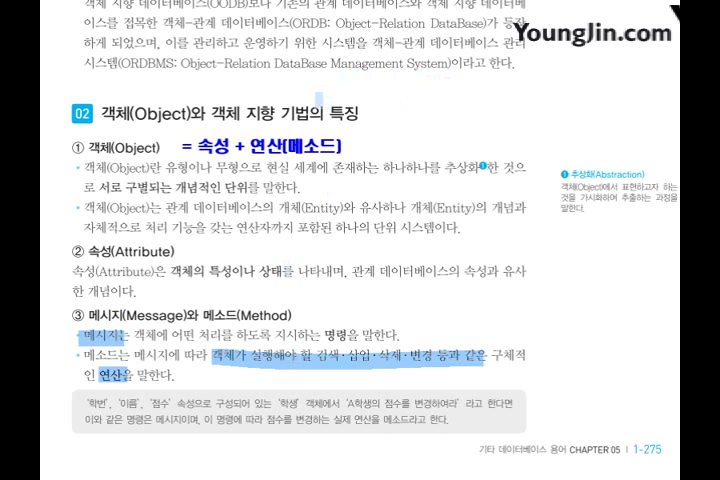 객체 지향 데이터베이스(OODB)보다 기존의 관계 데이터베이스와 객체 지향 데이터베
이스를 접목한 객체-관계 데이터베이스(ORDB: Object-Relation DataBase)가 등장
하게 되었으며, 이를 관리하고 운영하기 위한 시스템을 객체-관계 데이터베이스 관리
시스템(ORDBMS: Object-Relation DataBase Management System)이라고 한다.
YoungJin.com
02 객체(Object)와 객체 지향 기법의 특징
① 객체(Object) = 속성 + 연산(메소드)
• 객체(Object)란 유형이나 무형으로 현실 세계에 존재하는 하나하나를 추상화❶한 것으
로 서로 구별되는 개념적인 단위를 말한다.
• 객체(Object)는 관계 데이터베이스의 개체(Entity)와 유사하나 개체(Entity)의 개념과
자체적으로 처리 기능을 갖는 연산자까지 포함된 하나의 단위 시스템이다.
❶ 추상화(Abstraction)
객체(Object)에서 표현하고자 하는
것을 가시화하여 추출하는 과정을
말한다.
② 속성(Attribute)
속성(Attribute)은 객체의 특성이나 상태를 나타내며, 관계 데이터베이스의 속성과 유사
한 개념이다.
③ 메시지(Message)와 메소드(Method)
• 메시지는 객체에 어떤 처리를 하도록 지시하는 명령을 말한다.
• 메소드는 메시지에 따라 객체가 실행해야 할 검색·삽입·삭제·변경 등과 같은 구체적
인 연산을 말한다.
'학번', '이름', '점수' 속성으로 구성되어 있는 '학생' 객체에서 'A학생의 점수를 변경하여라' 라고 한다면
이와 같은 명령은 메시지이며, 이 명령에 따라 점수를 변경하는 실제 연산을 메소드라고 한다.
기타 데이터베이스 용어 CHAPTER 05 | 1-275